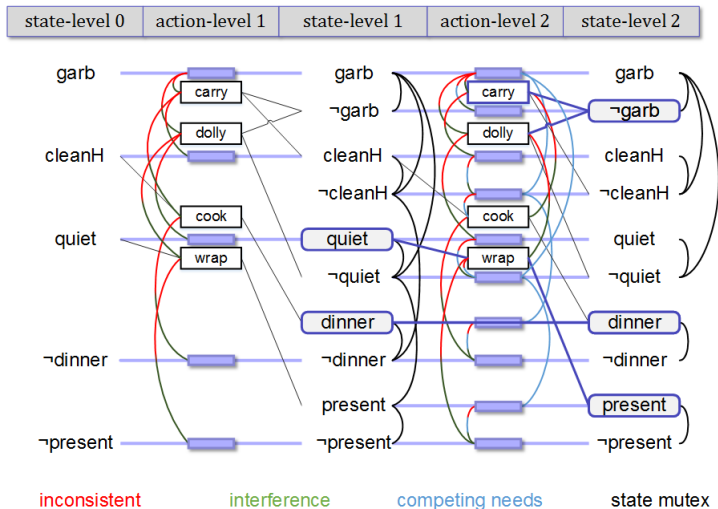 state-level 0 action-level 1 state-level 1 action-level 2 state-level 2
garb garb garb
carry carry
¬garb ¬garb
dolly dolly
cleanH cleanH cleanH
¬cleanH ¬cleanH
cook cook
quiet quiet quiet
wrap wrap
¬quiet ¬quiet
dinner dinner
¬dinner ¬dinner ¬dinner
present present
¬present ¬present ¬present
inconsistent interference competing needs state mutex